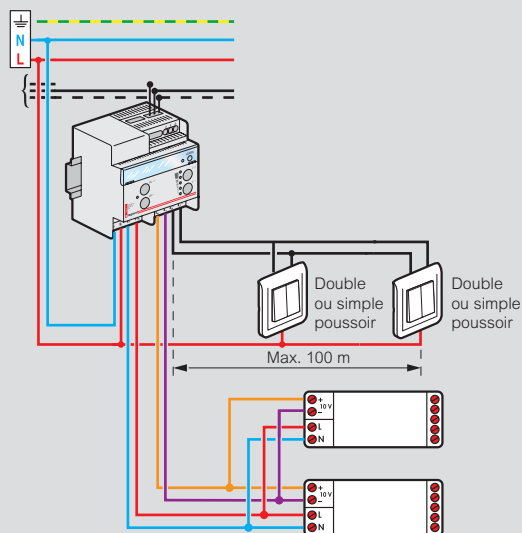 N
L
Double
ou simple
poussoir
Double
ou simple
poussoir
Max. 100 m
+
10 V
–
L
N
+
10 V
–
L
N